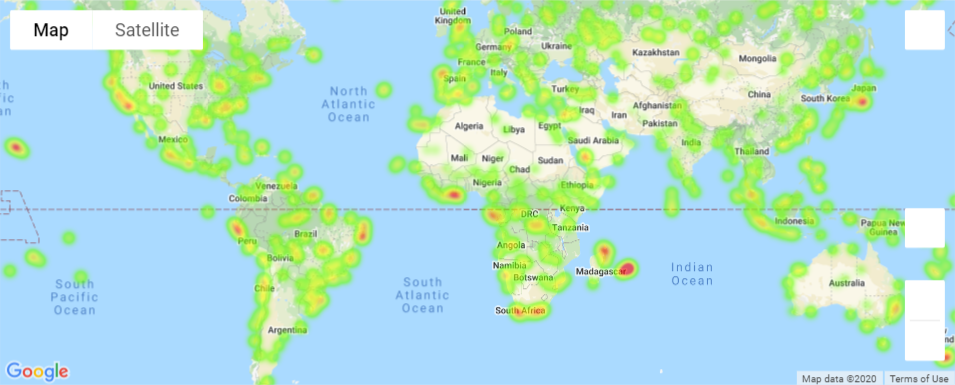 Map
Satellite
United
Kingdom
Poland
Germany
Ukraine
Kazakhstan
Mongolia
France
Italy
Spain
Turkey
China
Japan
South Korea
United States
North
Atlantic
Ocean
Iraq
Iran
Afghanistan
Pakistan
Algeria
Libya
Egypt
Saudi Arabia
India
Mexico
Mali
Niger
Chad
Sudan
Thailand
Nigeria
Ethiopia
Venezuela
Colombia
DRC
Kenya
Tanzania
Indonesia
Papua New
Guinea
Peru
Brazil
Angola
Bolivia
Namibia
Botswana
Madagascar
Indian
Ocean
South
Pacific
Ocean
Chile
South
Atlantic
Ocean
Australia
South Africa
Argentina
Google
Map data ©2020
Terms of Use